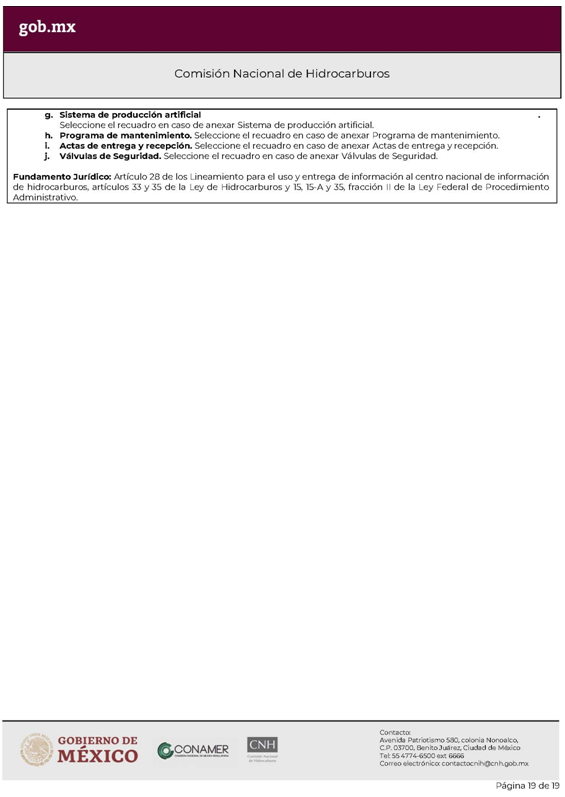 gob.mx
Comisión Nacional de Hidrocarburos
g. Sistema de producción artificial
Seleccione el recuadro en caso de anexar Sistema de producción artificial.
h. Programa de mantenimiento. Seleccione el recuadro en caso de anexar Programa de mantenimiento.
i. Actas de entrega y recepción. Seleccione el recuadro en caso de anexar Actas de entrega y recepción.
j. Válvulas de Seguridad. Seleccione el recuadro en caso de anexar Válvulas de Seguridad.
Fundamento Jurídico: Artículo 28 de los Lineamiento para el uso y entrega de información al centro nacional de información
de hidrocarburos, artículos 33 y 35 de la Ley de Hidrocarburos y 15, 15-A y 35, fracción II de la Ley Federal de Procedimiento
Administrativo.
GOBIERNO DE
MÉXICO
CONAMER
CNH
Comisión Nacional
de Hidrocarburos
Contacto:
Avenida Patriotismo 580, colonia Nonoalco,
C.P. 03700, Benito Juárez, Ciudad de México
Tel: 55 4774-6500 ext 6666
Correo electrónico: contactocnih@cnh.gob.mx
Página 19 de 19